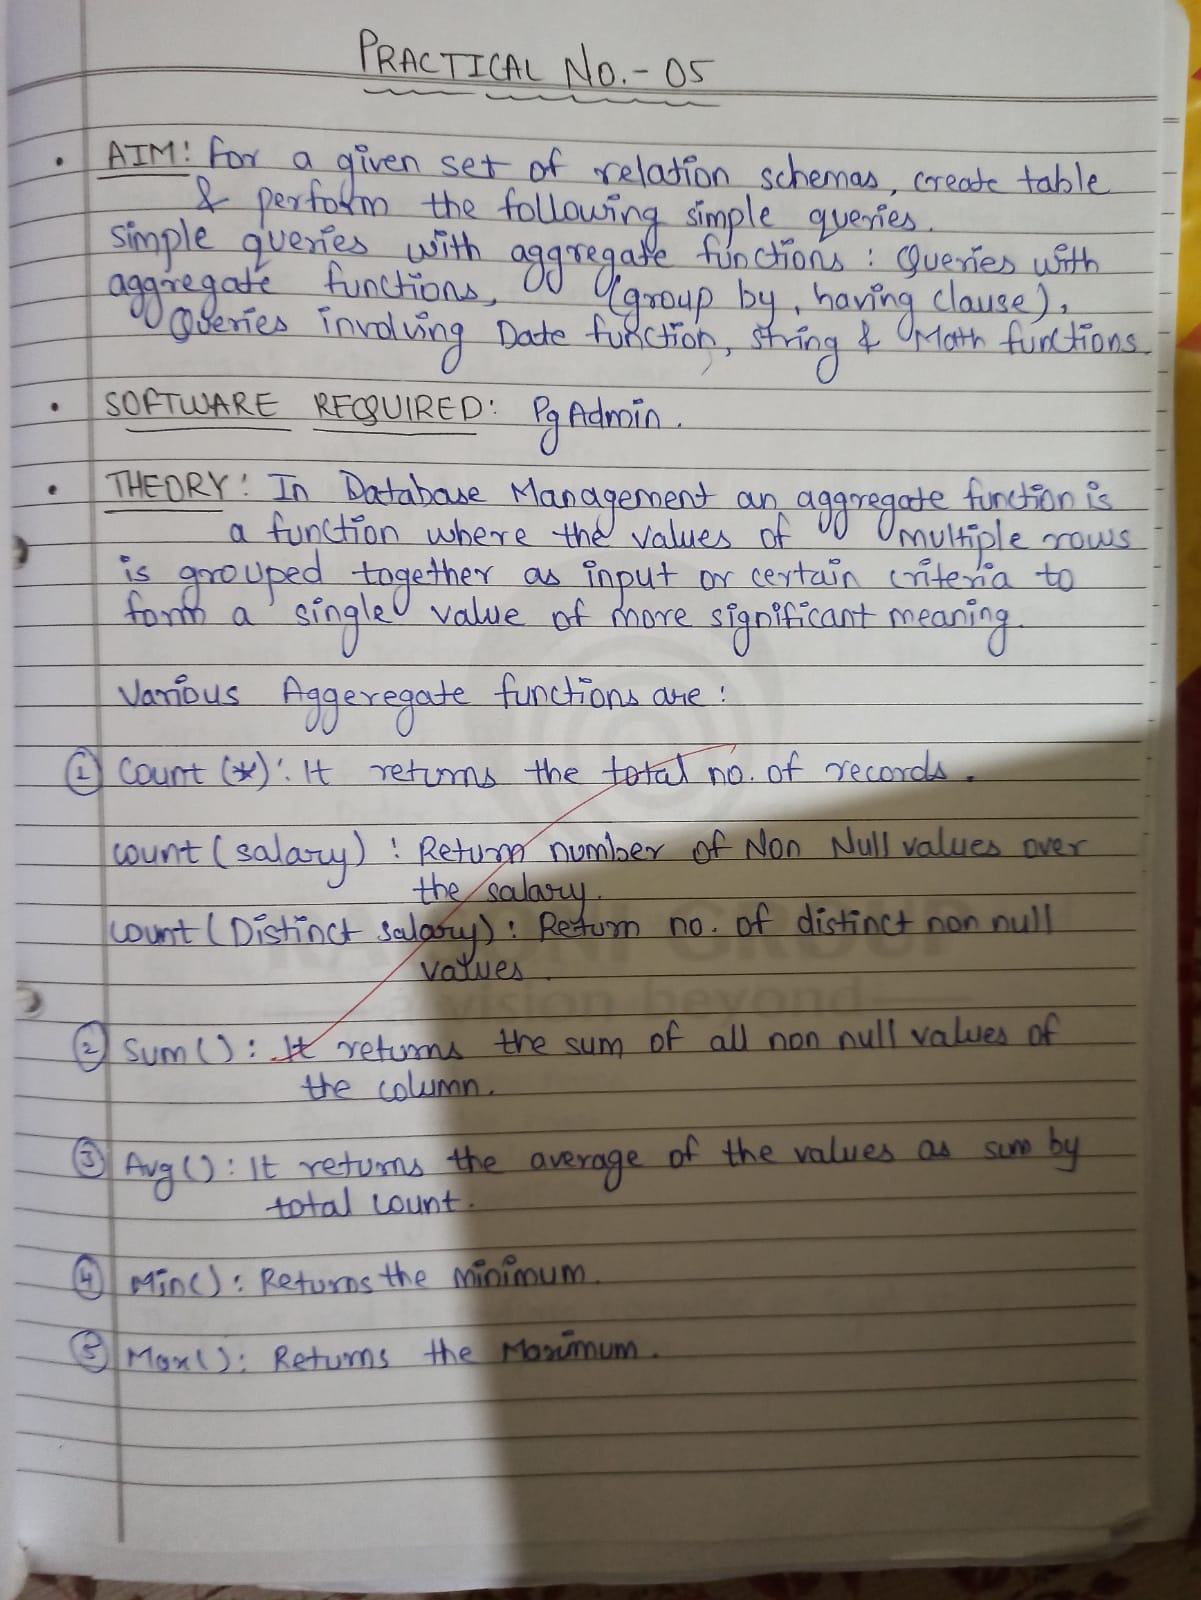 PRACTICAL NO.- 05
• AIM: For a given set of relation schemas, create table
& perform the following simple queries.
simple queries with aggregate functions : Queries with
aggregate functions, (group by, having clause),
Queries involving Date function, string & Math functions.
• SOFTWARE REQUIRED: PgAdmin.
• THEORY: In Database Management an aggregate function is
a function where the values of multiple rows
is grouped together as input or certain criteria to
form a single value of more significant meaning.
Various Aggeregate functions are :
① Count (*): It returns the total no. of records.
count (salary) : Return number of Non Null values over
the salary.
count (Distinct salary) : Return no. of distinct non null
values.
GROUP
a vision beyond
② Sum() : It returns the sum of all non null values of
the column.
③ Avg() : It returns the average of the values as sum by
total count.
④ Min() : Returns the minimum.
⑤ Max() : Returns the Maximum.